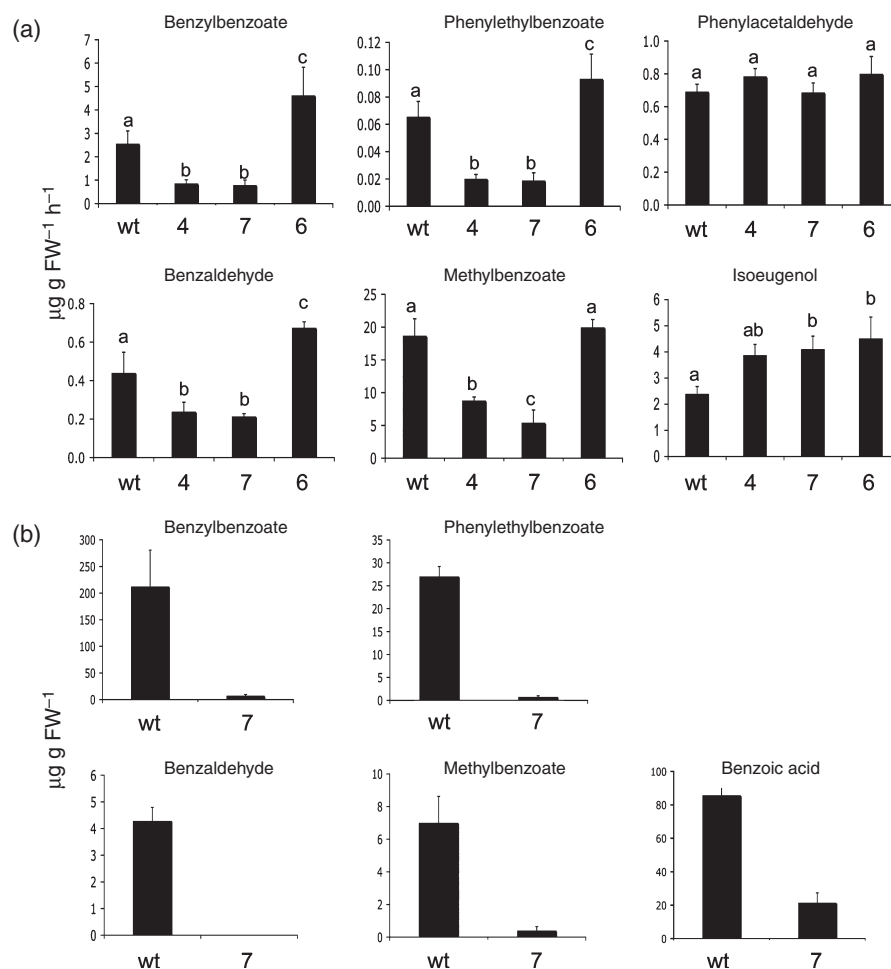 (a)
Benzylbenzoate
Phenylethylbenzoate
Phenylacetaldehyde
7
6
5
4
3
2
1
0
a
b
b
c
wt 4 7 6
0.12
0.10
0.08
0.06
0.04
0.02
0.00
a
b
b
c
wt 4 7 6
1.0
0.8
0.6
0.4
0.2
0.0
a
a
a
a
wt 4 7 6
µg g FW⁻¹ h⁻¹
Benzaldehyde
Methylbenzoate
Isoeugenol
0.8
0.6
0.4
0.2
0.0
a
b
b
c
wt 4 7 6
25
20
15
10
5
0
a
b
c
a
wt 4 7 6
6
5
4
3
2
1
0
a
ab
b
b
wt 4 7 6
(b)
Benzylbenzoate
Phenylethylbenzoate
300
250
200
150
100
50
0
wt 7
35
30
25
20
15
10
5
0
wt 7
µg g FW⁻¹
Benzaldehyde
Methylbenzoate
Benzoic acid
6
5
4
3
2
1
0
wt 7
10
8
6
4
2
0
wt 7
100
80
60
40
20
0
wt 7